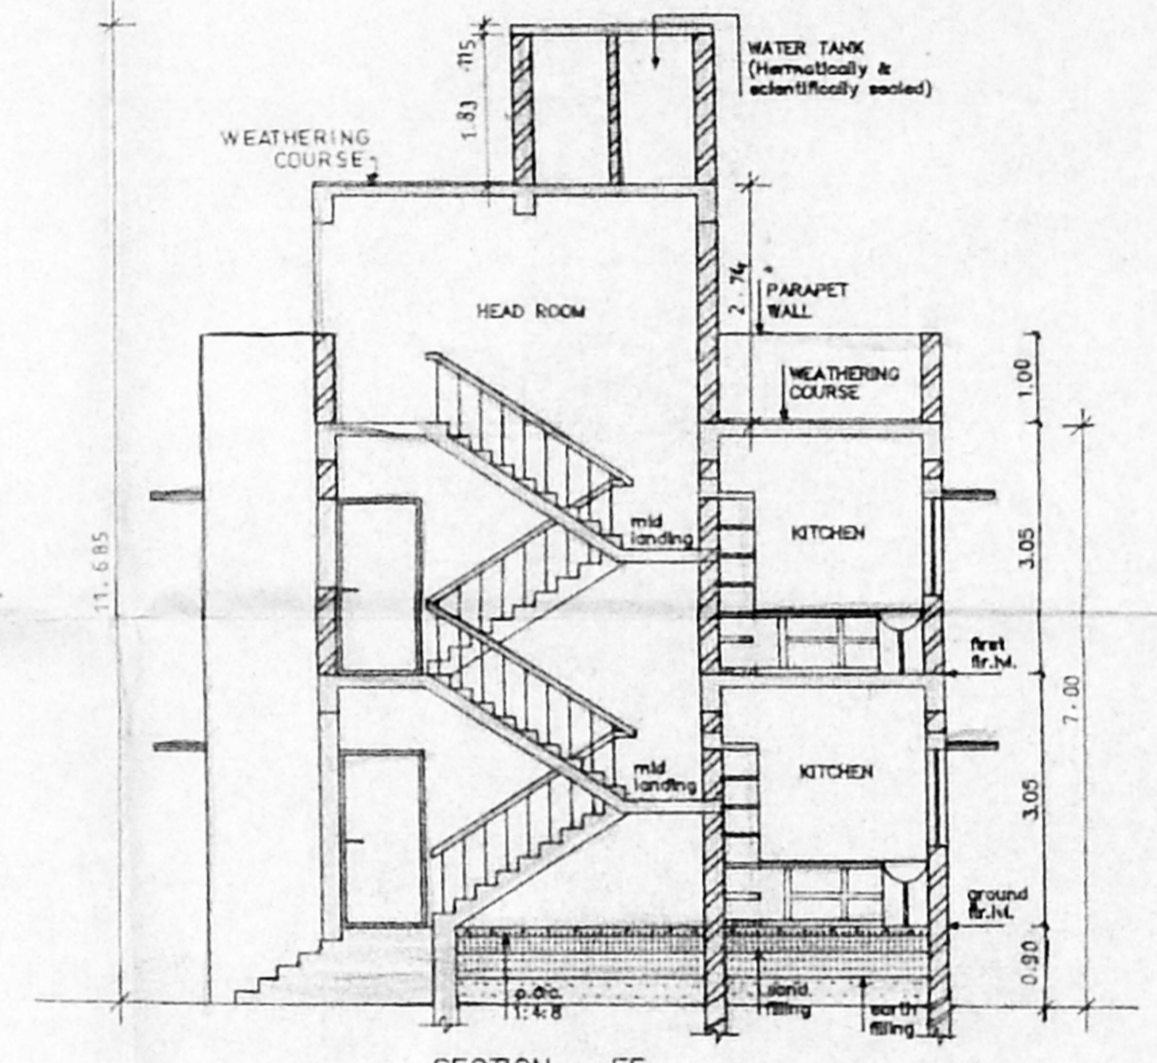 WATER TANK
(Hermatically &
scientifically sealed)
.115
1.83
WEATHERING
COURSE
2.74
PARAPET
WALL
HEAD ROOM
WEATHERING
COURSE
1.00
mid
landing
KITCHEN
3.05
11.685
first
flr.lvl.
7.00
mid
landing
KITCHEN
3.05
ground
flr.lvl.
0.90
p.c.c.
1:4:8
sand
filling
earth
filling
SECTION